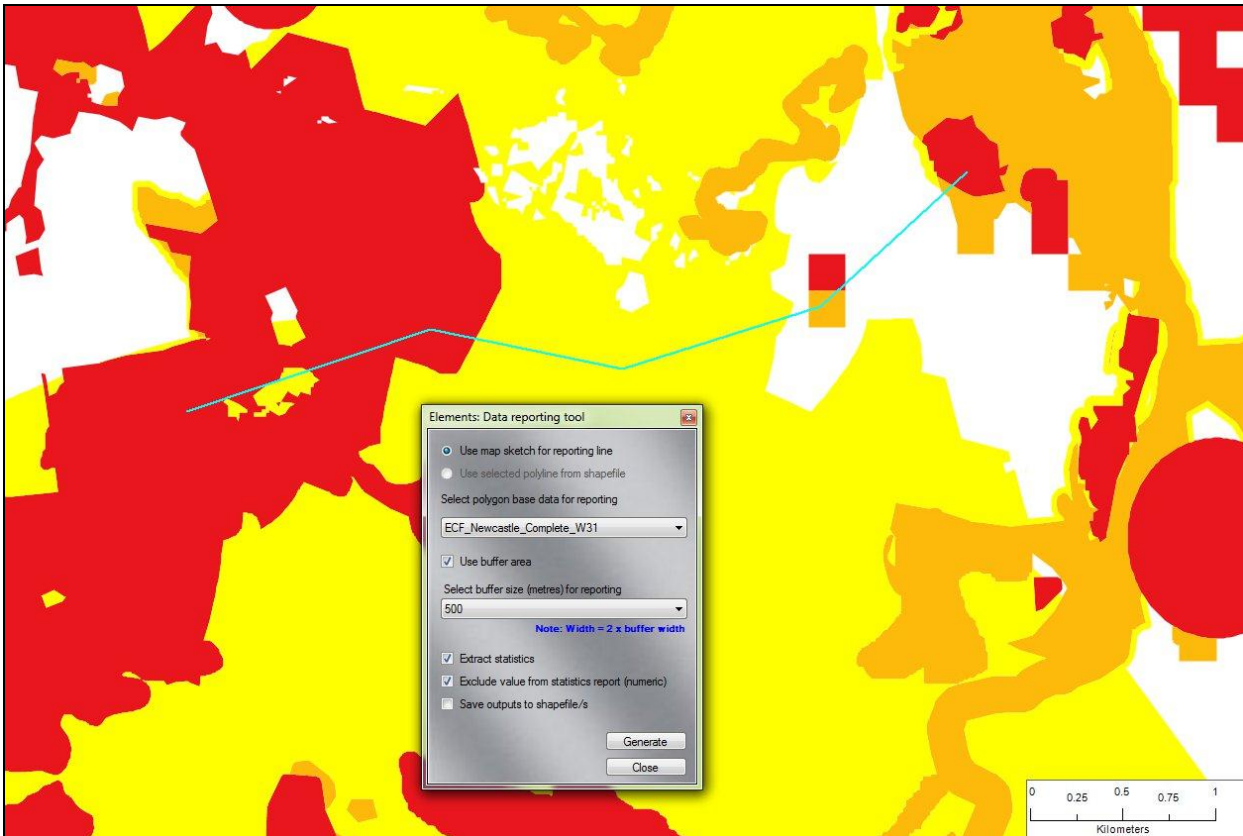 Elements: Data reporting tool
Use map sketch for reporting line
Use selected polyline from shapefile
Select polygon base data for reporting
ECF_Newcastle_Complete_W31
Use buffer area
Select buffer size (metres) for reporting
500
Note: Width = 2 x buffer width
Extract statistics
Exclude value from statistics report (numeric)
Save outputs to shapefile/s
Generate
Close
0 0.25 0.5 0.75 1
Kilometers